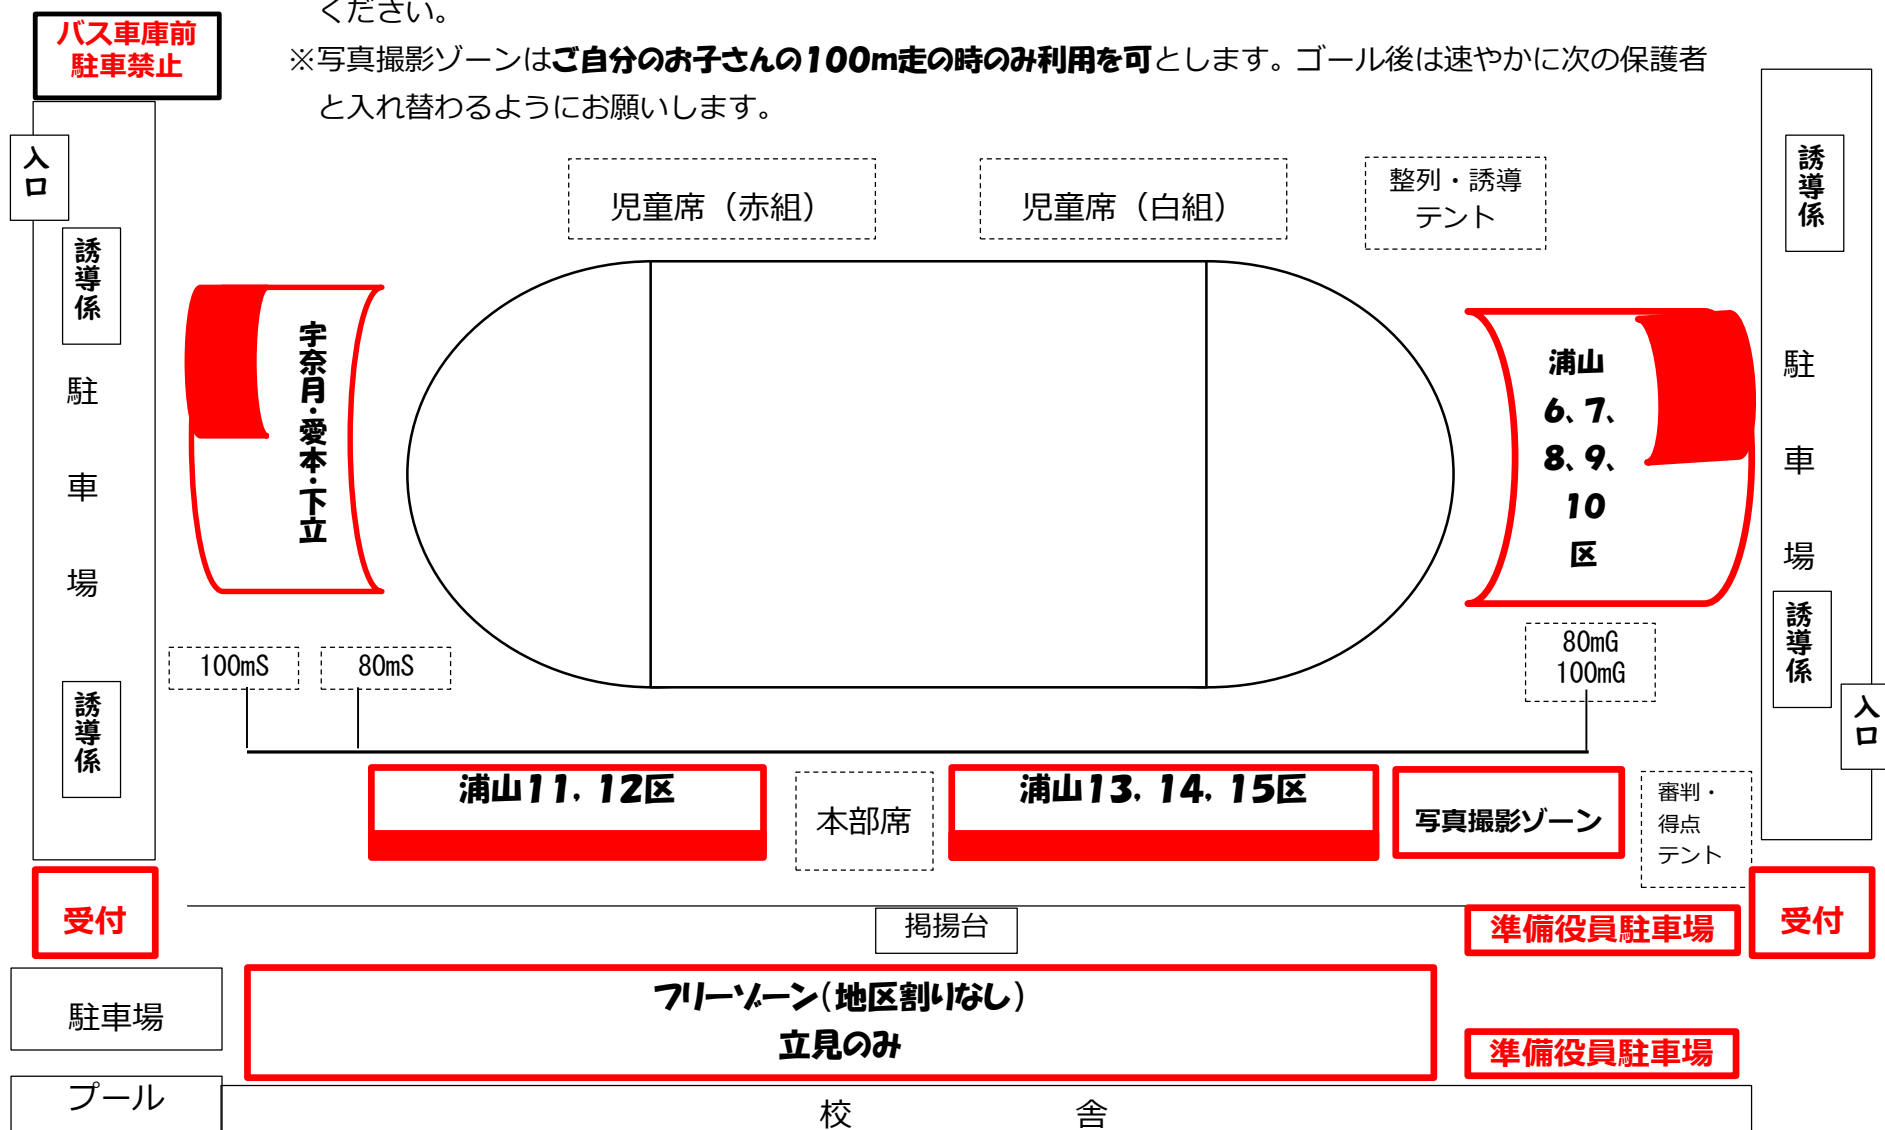 ください。
バス車庫前
駐車禁止
※写真撮影ゾーンはご自分のお子さんの100m走の時のみ利用を可とします。ゴール後は速やかに次の保護者
と入れ替わるようにお願いします。
入口
誘導係
駐車場
誘導係
児童席（赤組）
児童席（白組）
整列・誘導
テント
誘導係
駐車場
誘導係
入口
宇奈月・愛本・下立
浦山
6、7、
8、9、
10
区
100mS
80mS
80mG
100mG
浦山11，12区
本部席
浦山13，14，15区
写真撮影ゾーン
審判・
得点
テント
受付
掲揚台
準備役員駐車場
受付
駐車場
フリーゾーン(地区割りなし)
立見のみ
準備役員駐車場
プール
校舎